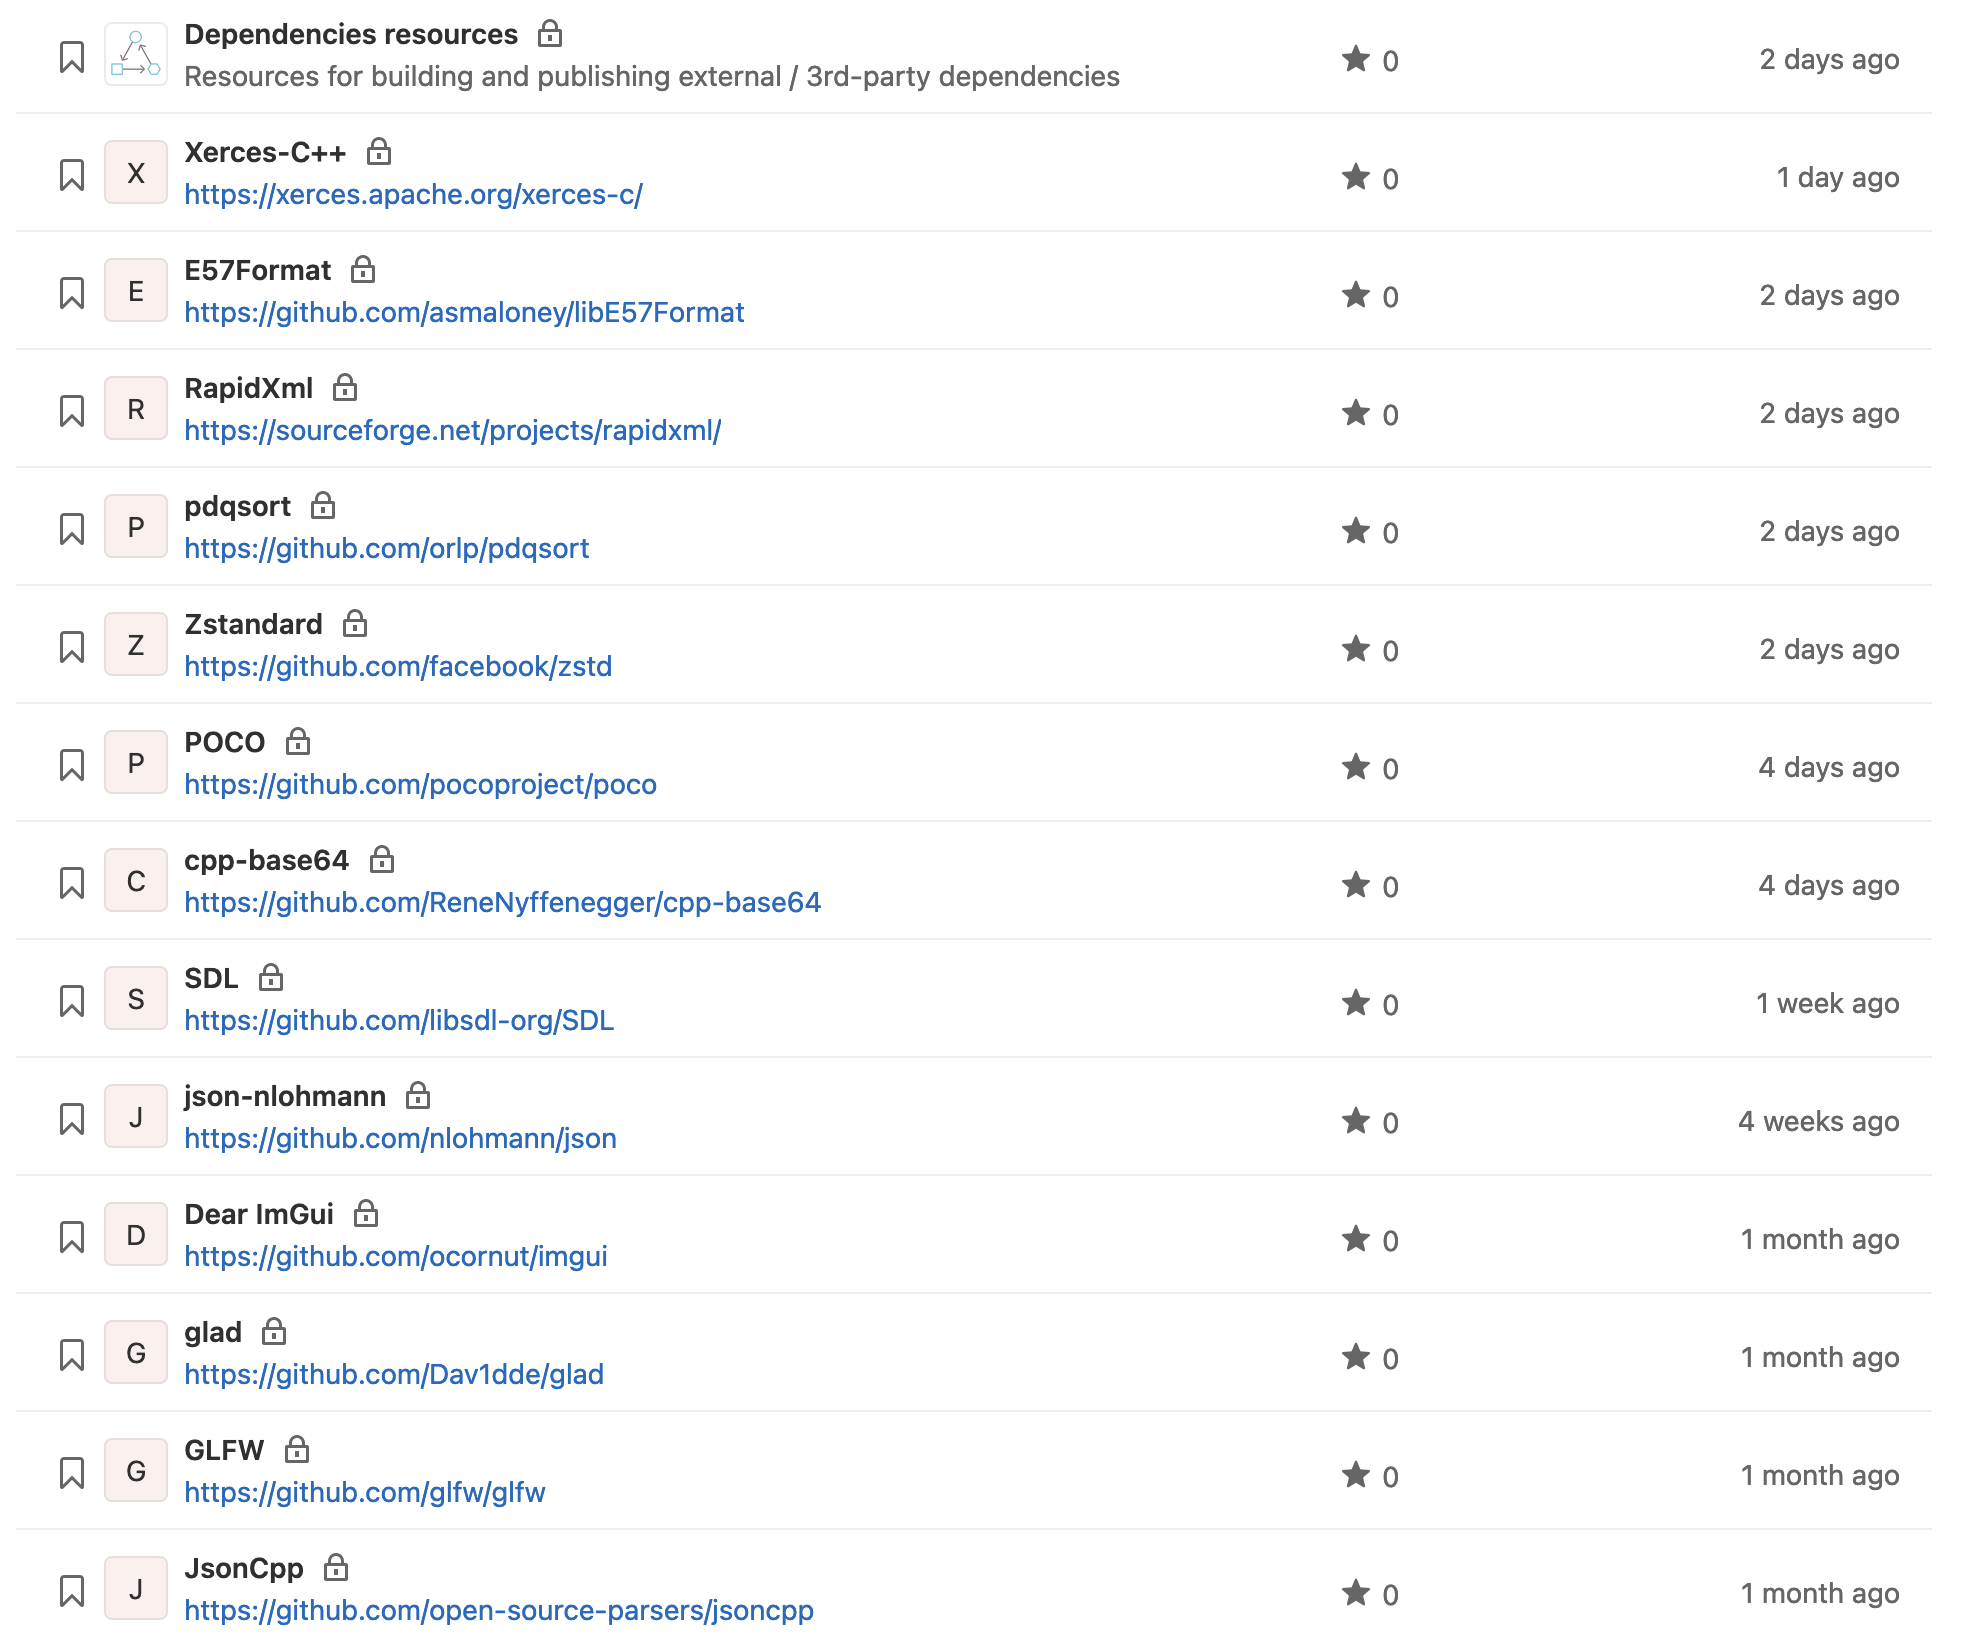 Dependencies resources
Resources for building and publishing external / 3rd-party dependencies
0
2 days ago
X
Xerces-C++
https://xerces.apache.org/xerces-c/
0
1 day ago
E
E57Format
https://github.com/asmaloney/libE57Format
0
2 days ago
R
RapidXml
https://sourceforge.net/projects/rapidxml/
0
2 days ago
P
pdqsort
https://github.com/orlp/pdqsort
0
2 days ago
Z
Zstandard
https://github.com/facebook/zstd
0
2 days ago
P
POCO
https://github.com/pocoproject/poco
0
4 days ago
C
cpp-base64
https://github.com/ReneNyffenegger/cpp-base64
0
4 days ago
S
SDL
https://github.com/libsdl-org/SDL
0
1 week ago
J
json-nlohmann
https://github.com/nlohmann/json
0
4 weeks ago
D
Dear ImGui
https://github.com/ocornut/imgui
0
1 month ago
G
glad
https://github.com/Dav1dde/glad
0
1 month ago
G
GLFW
https://github.com/glfw/glfw
0
1 month ago
J
JsonCpp
https://github.com/open-source-parsers/jsoncpp
0
1 month ago